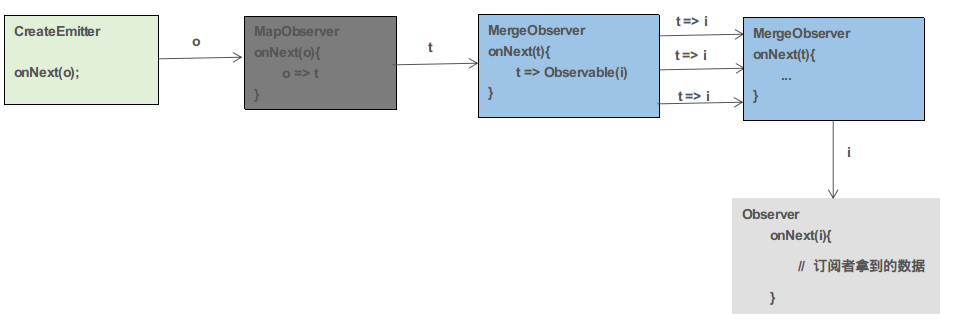 CreateEmitter
onNext(o);
o
MapObserver
onNext(o){
o => t
}
t
MergeObserver
onNext(t){
t => Observable(i)
}
t => i
t => i
t => i
MergeObserver
onNext(t){
...
}
i
Observer
onNext(i){
// 订阅者拿到的数据
}